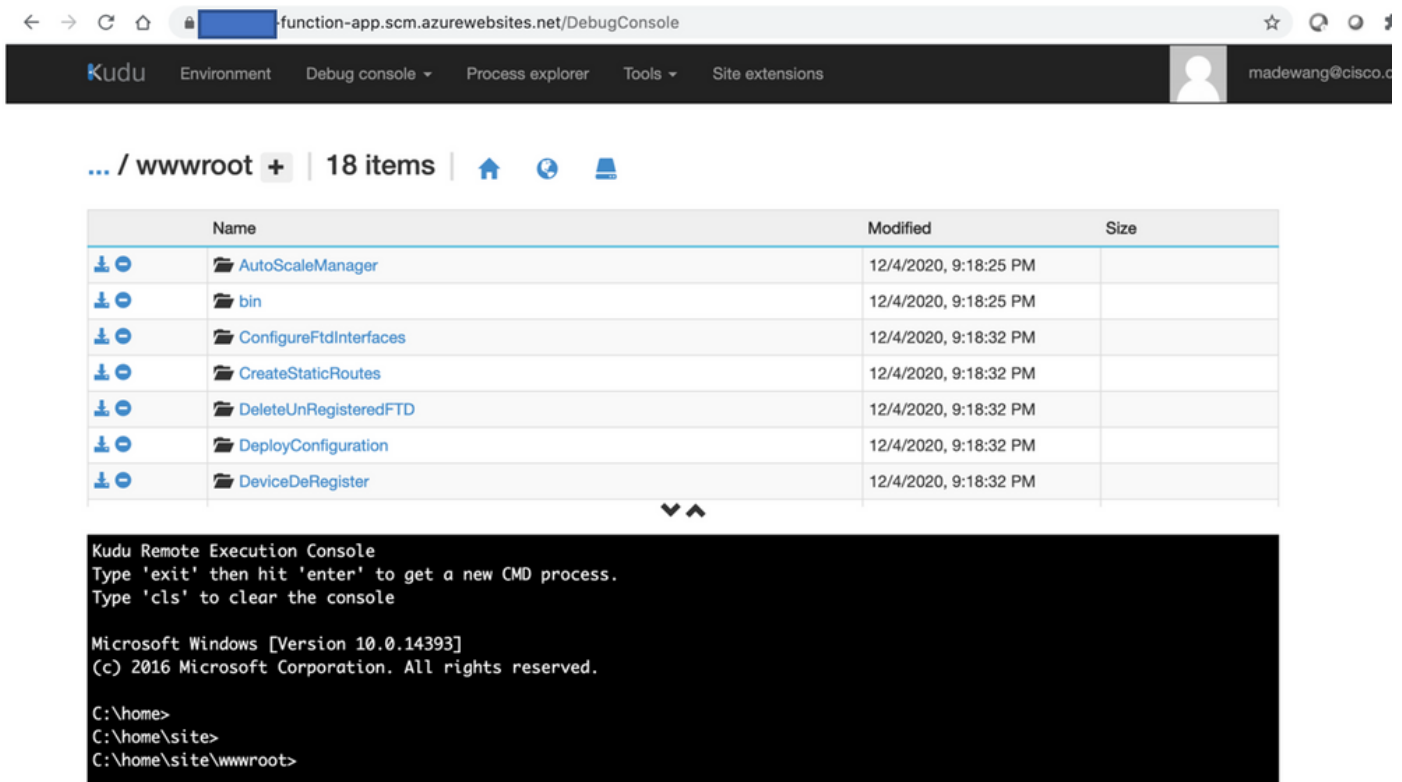 -function-app.scm.azurewebsites.net/DebugConsole
Kudu Environment Debug console Process explorer Tools Site extensions madewang@cisco.c
... / wwwroot + | 18 items |
Name Modified Size
AutoScaleManager 12/4/2020, 9:18:25 PM
bin 12/4/2020, 9:18:25 PM
ConfigureFtdInterfaces 12/4/2020, 9:18:32 PM
CreateStaticRoutes 12/4/2020, 9:18:32 PM
DeleteUnRegisteredFTD 12/4/2020, 9:18:32 PM
DeployConfiguration 12/4/2020, 9:18:32 PM
DeviceDeRegister 12/4/2020, 9:18:32 PM
Kudu Remote Execution Console
Type 'exit' then hit 'enter' to get a new CMD process.
Type 'cls' to clear the console
Microsoft Windows [Version 10.0.14393]
(c) 2016 Microsoft Corporation. All rights reserved.
C:\home>
C:\home\site>
C:\home\site\wwwroot>